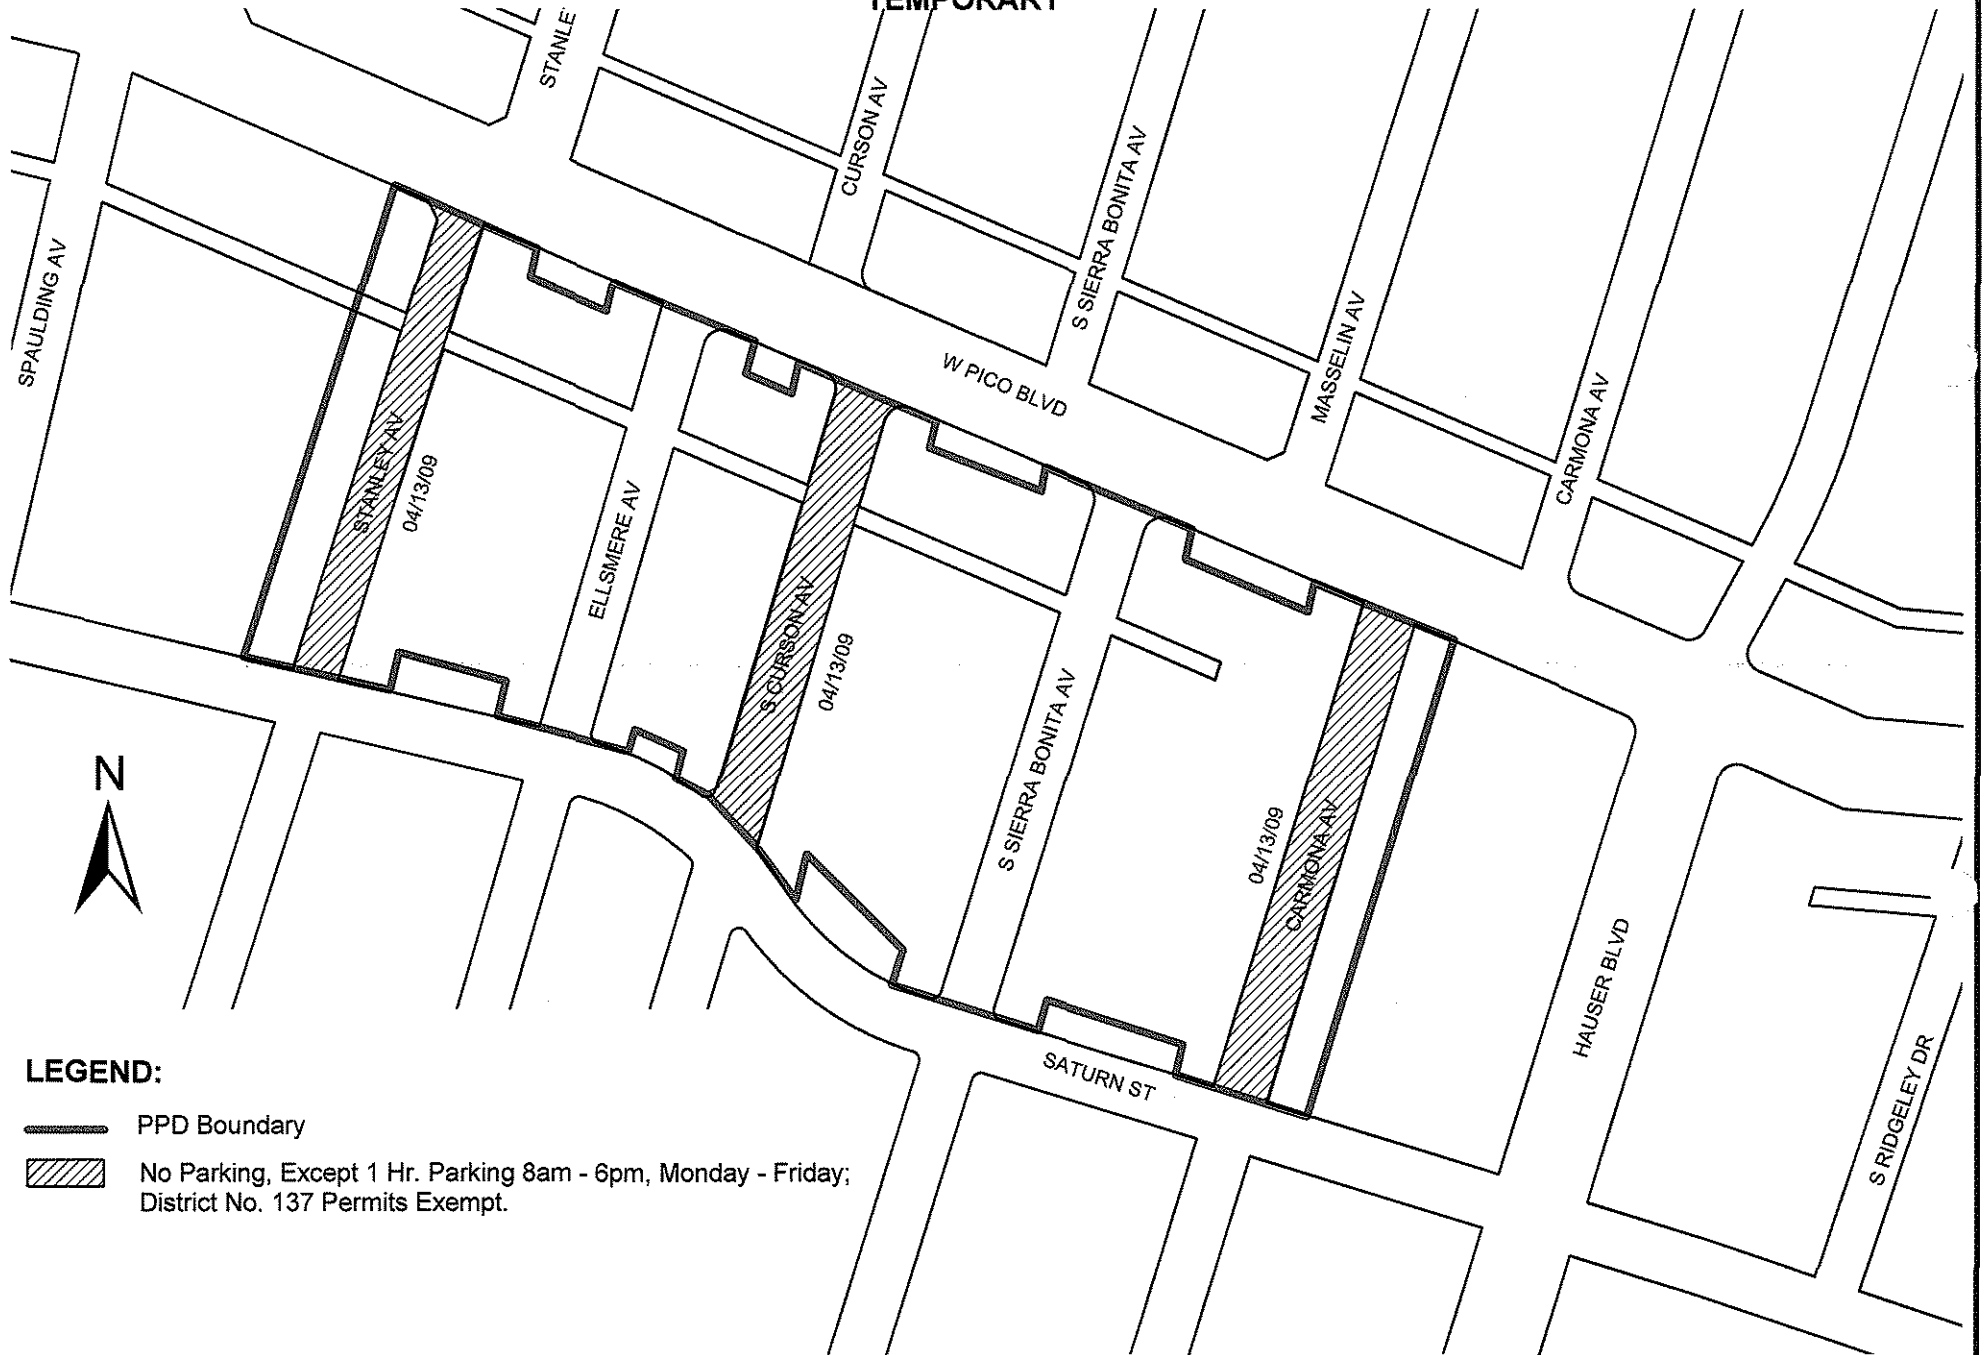 TEMPORARY
STANLE
CURSON AV
S SIERRA BONITA AV
SPAULDING AV
MASSELIN AV
W PICO BLVD
CARMONA AV
STANLEY AV
04/13/09
ELLSMERE AV
S CURSON AV
04/13/09
S SIERRA BONITA AV
04/13/09
CARMONA AV
HAUSER BLVD
N
SATURN ST
S RIDGELEY DR
LEGEND:
PPD Boundary
No Parking, Except 1 Hr. Parking 8am - 6pm, Monday - Friday;
District No. 137 Permits Exempt.